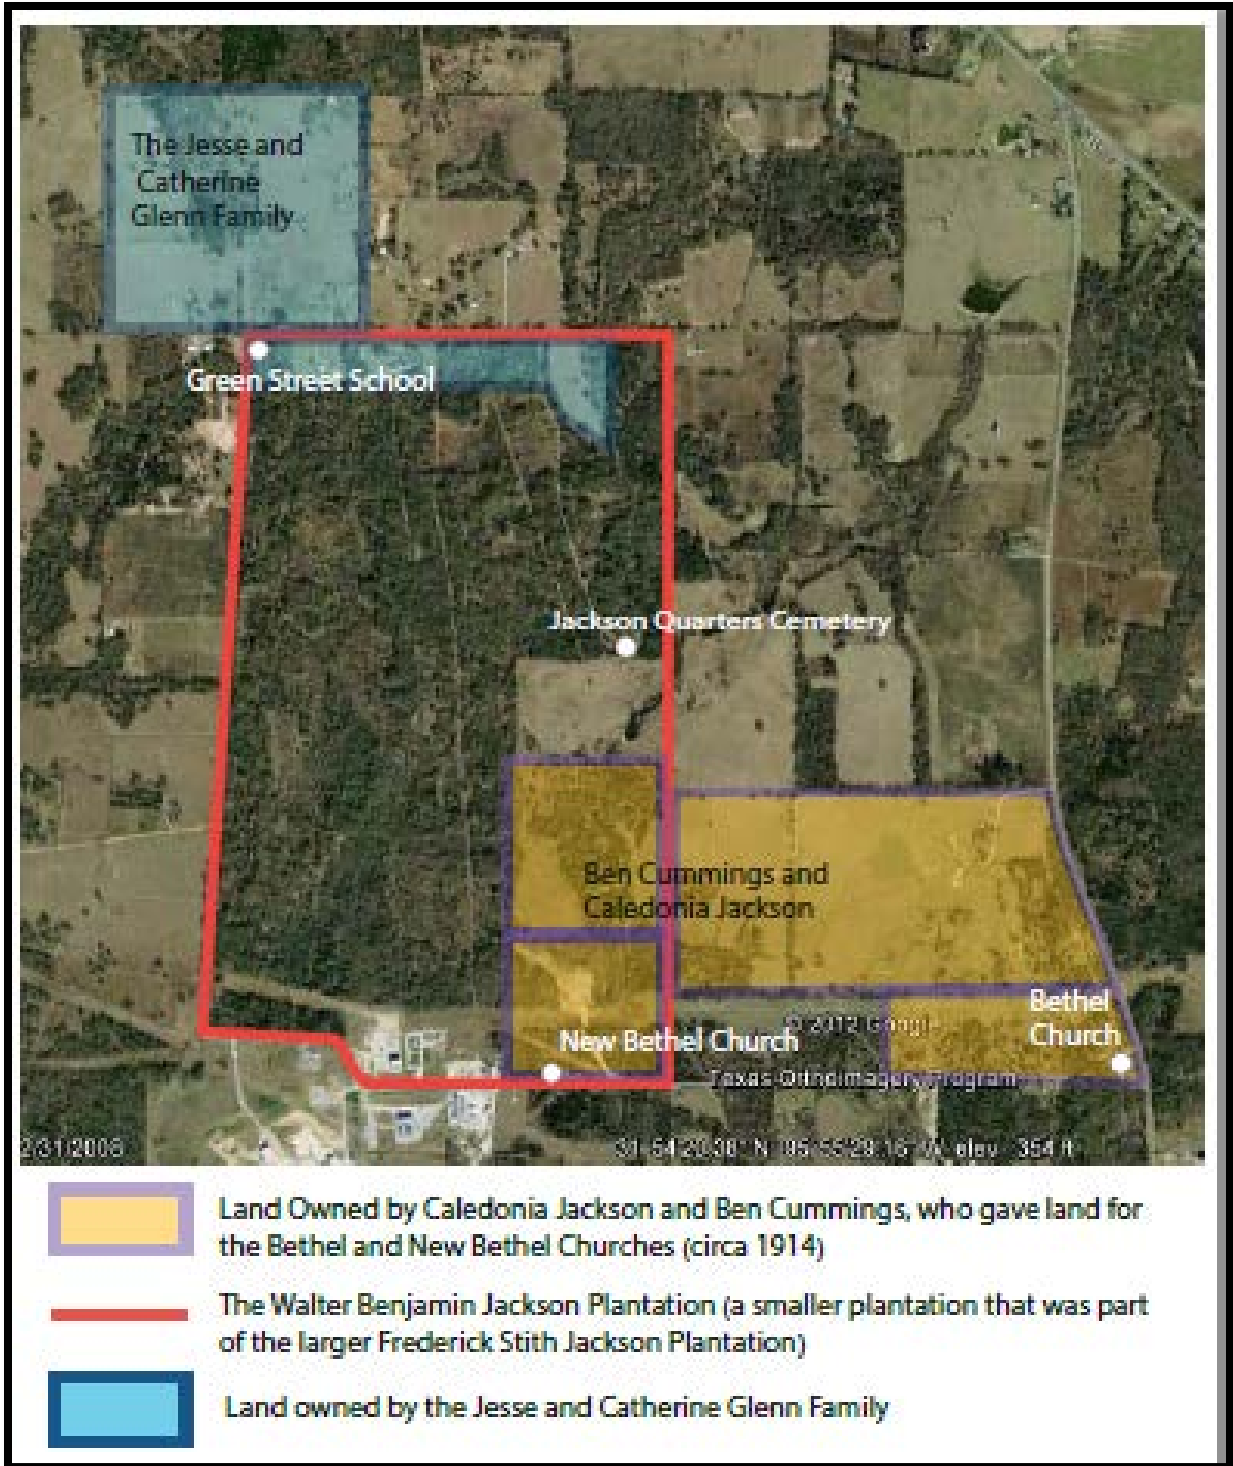 The Jesse and
Catherine
Glenn Family
Green Street School
Jackson Quarters Cemetery
Ben Cummings and
Caledonia Jackson
Bethel
Church
© 2012 Google
New Bethel Church
Texas Orthoimagery Program
elev 354 ft
Land Owned by Caledonia Jackson and Ben Cummings, who gave land for
the Bethel and New Bethel Churches (circa 1914)
The Walter Benjamin Jackson Plantation (a smaller plantation that was part
of the larger Frederick Stith Jackson Plantation)
Land owned by the Jesse and Catherine Glenn Family